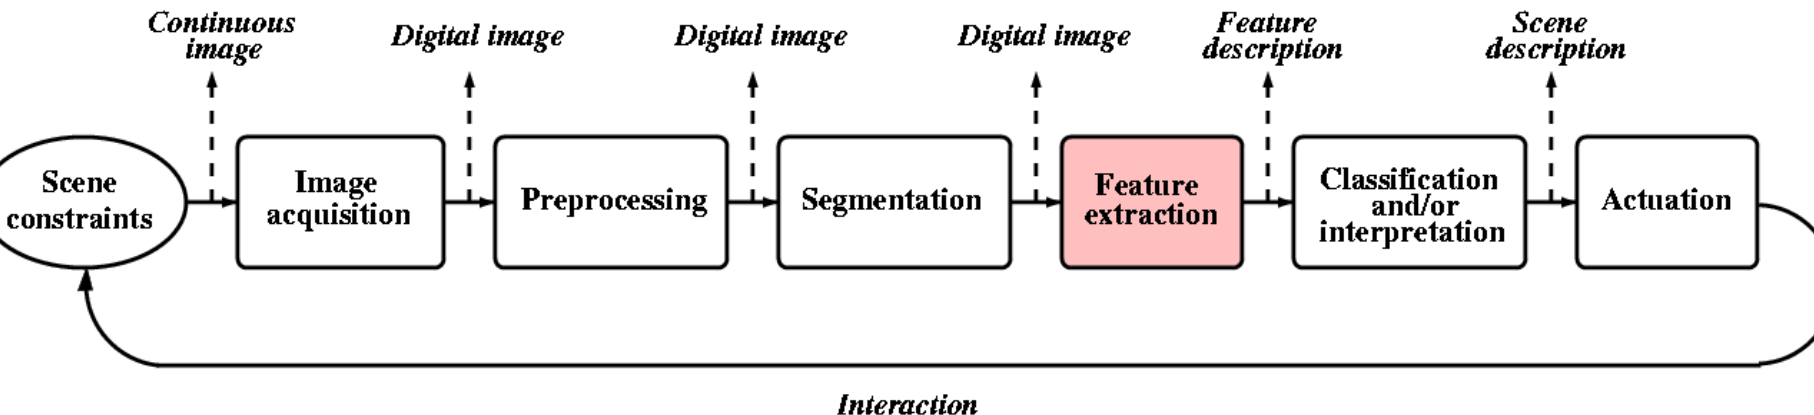 Continuous
image
Digital image
Digital image
Digital image
Feature
description
Scene
description
Scene
constraints
Image
acquisition
Preprocessing
Segmentation
Feature
extraction
Classification
and/or
interpretation
Actuation
Interaction